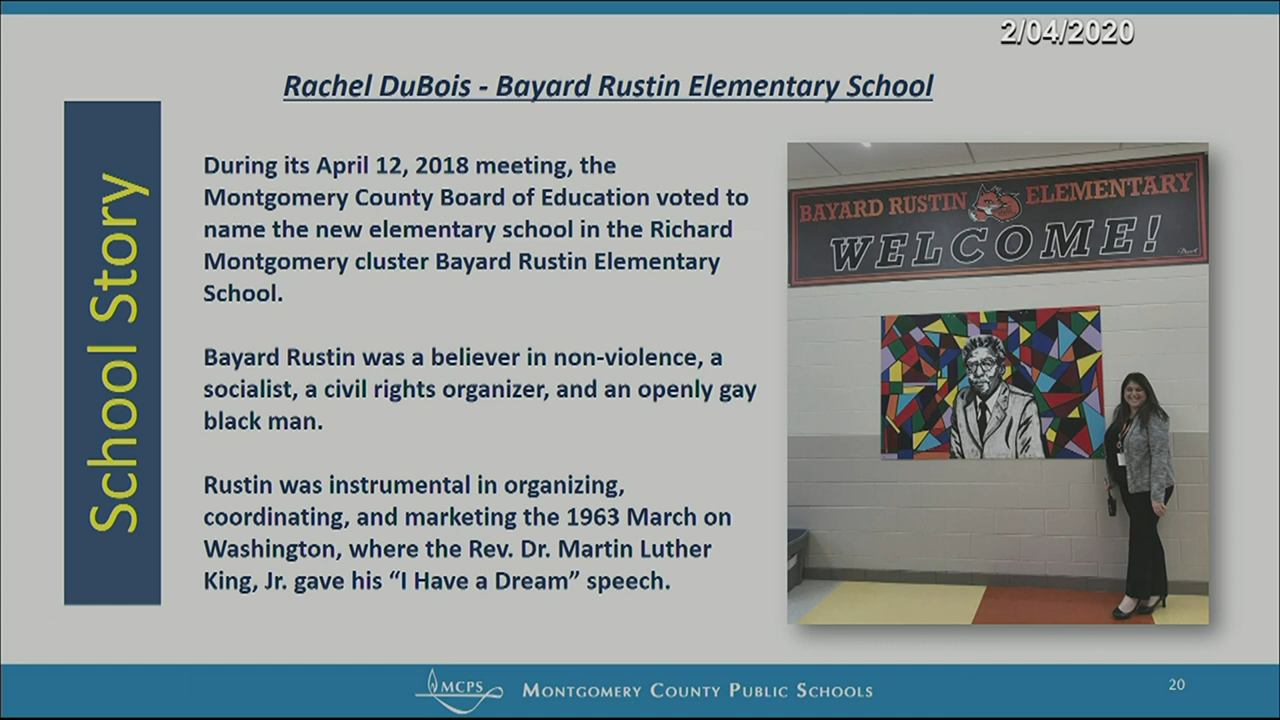 2/04/2020
Rachel DuBois - Bayard Rustin Elementary School
School Story
During its April 12, 2018 meeting, the
Montgomery County Board of Education voted to
name the new elementary school in the Richard
Montgomery cluster Bayard Rustin Elementary
School.
Bayard Rustin was a believer in non-violence, a
socialist, a civil rights organizer, and an openly gay
black man.
Rustin was instrumental in organizing,
coordinating, and marketing the 1963 March on
Washington, where the Rev. Dr. Martin Luther
King, Jr. gave his “I Have a Dream” speech.
BAYARD RUSTIN ELEMENTARY
WELCOME!
MCPS
MONTGOMERY COUNTY PUBLIC SCHOOLS
20